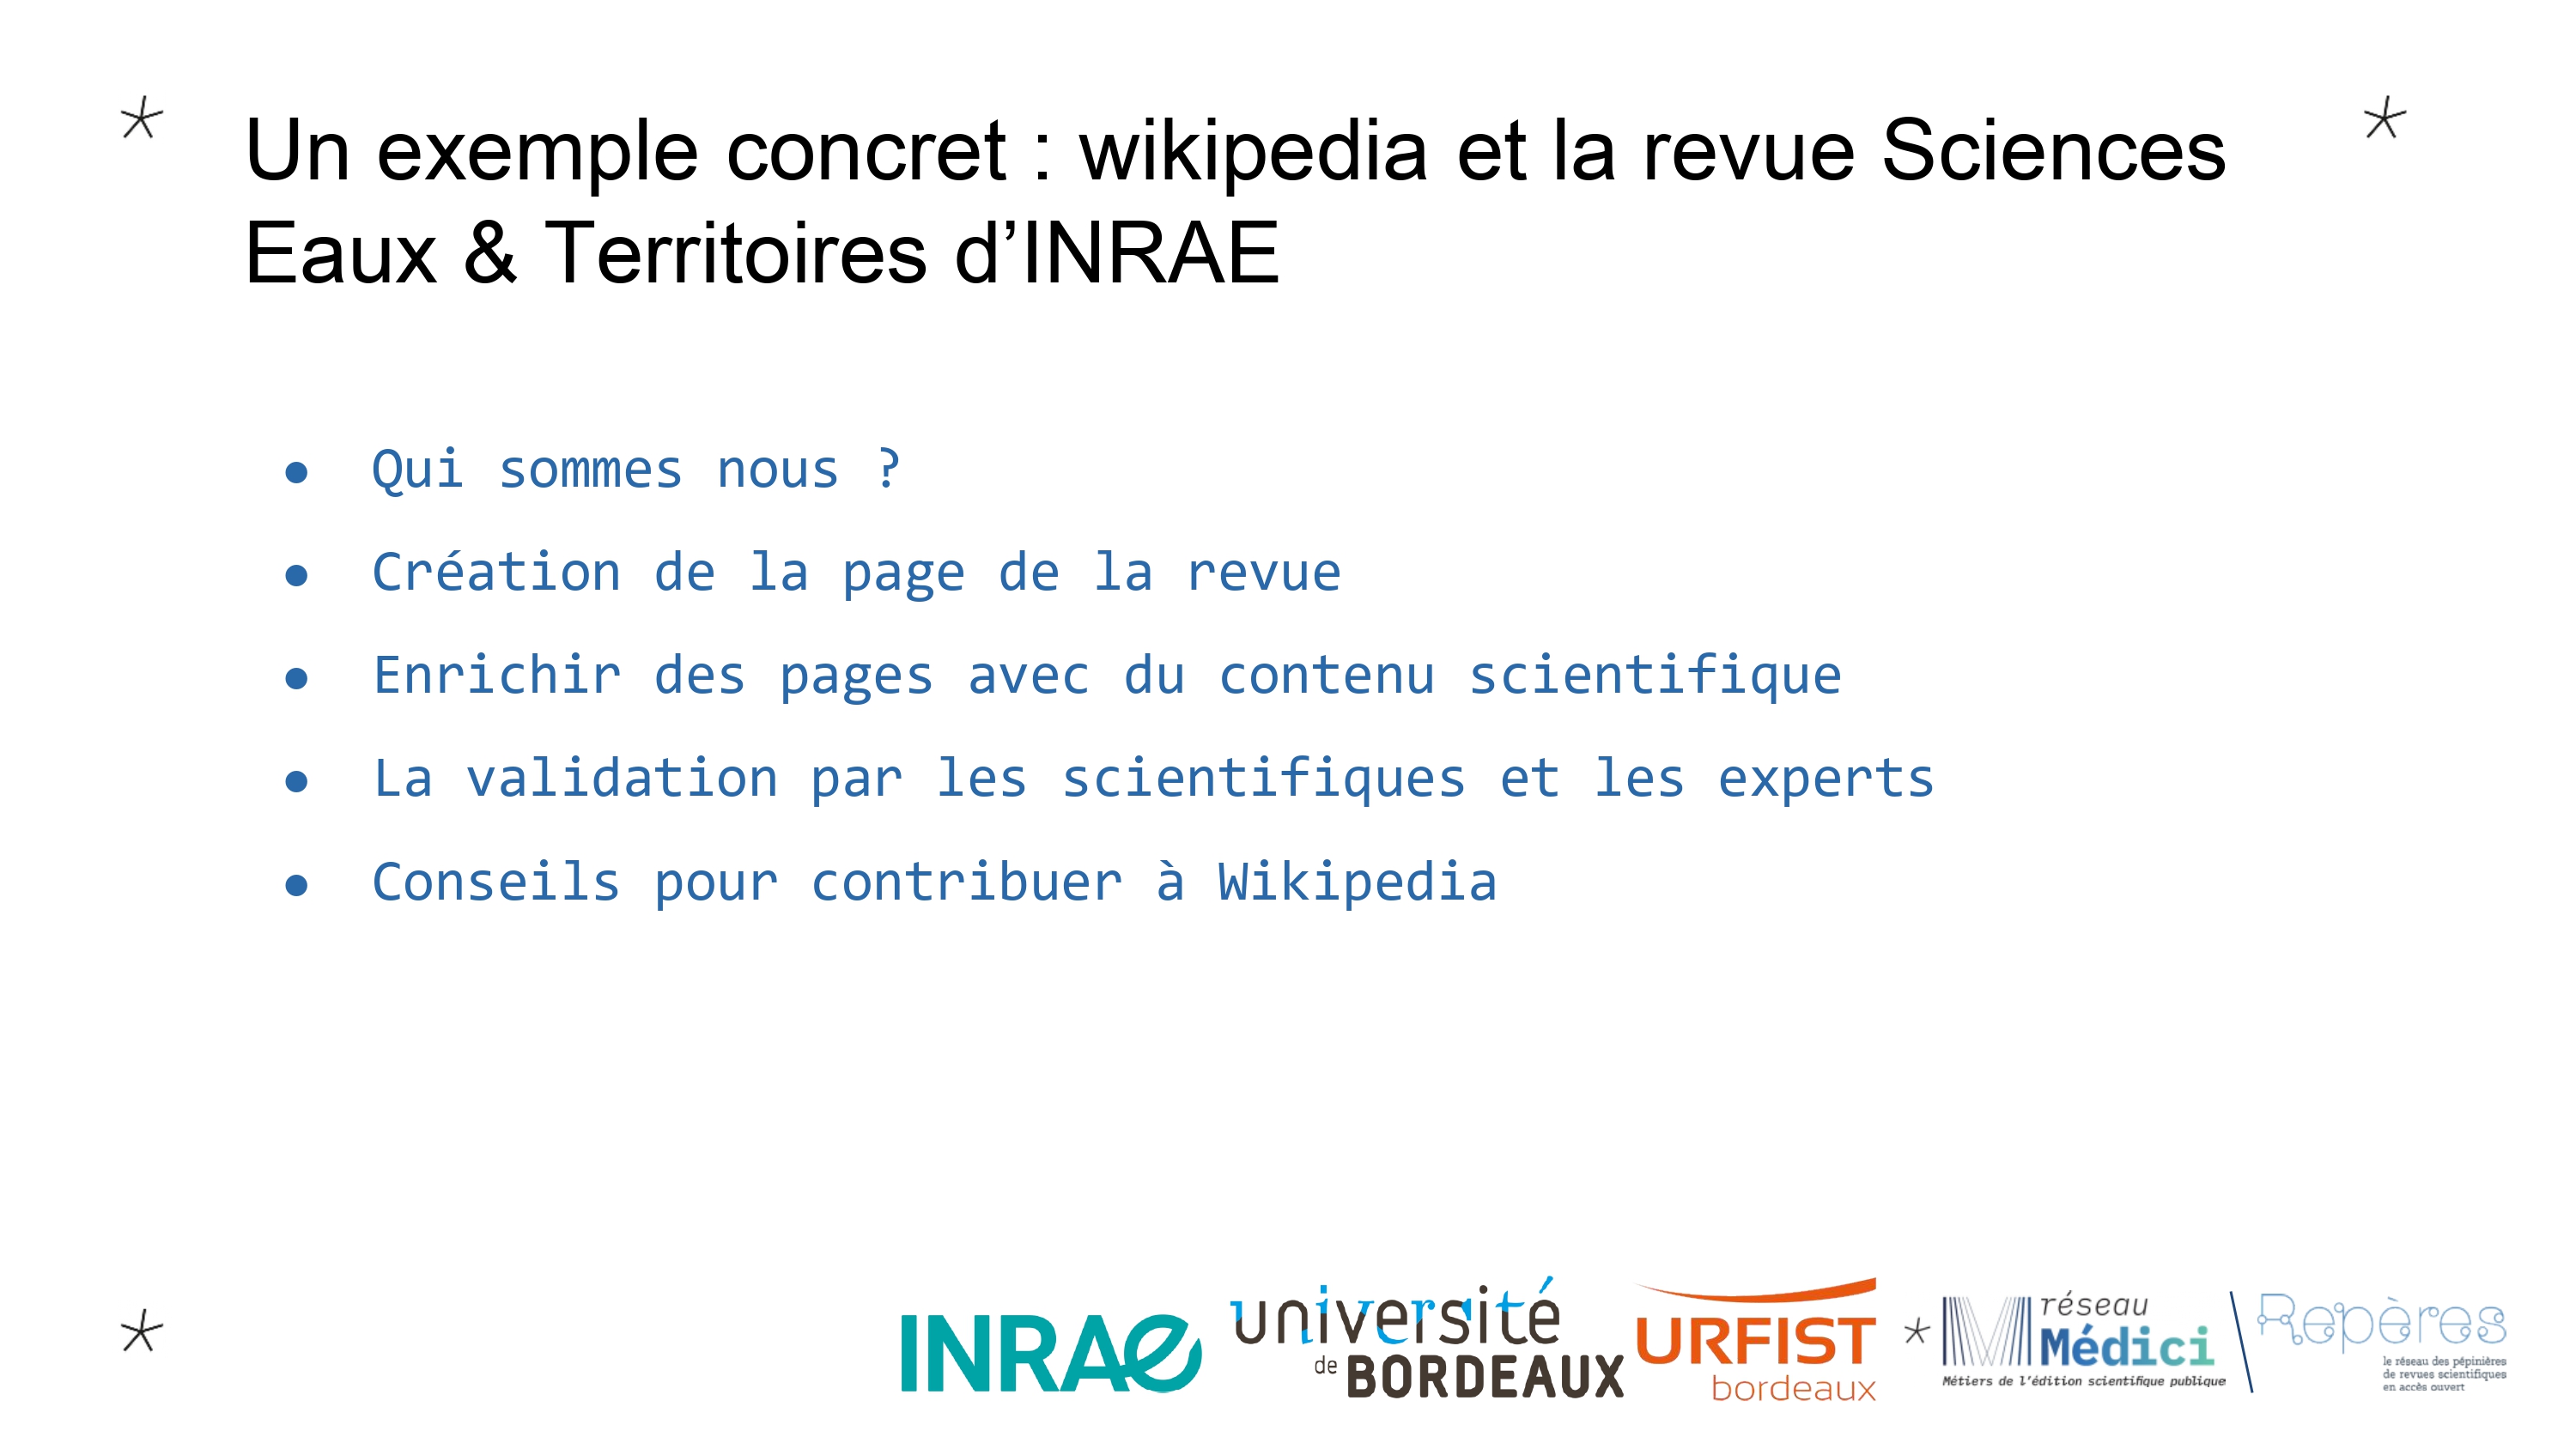 Un exemple concret : wikipedia et la revue Sciences
Eaux & Territoires d’INRAE
● Qui sommes nous ?
● Création de la page de la revue
● Enrichir des pages avec du contenu scientifique
● La validation par les scientifiques et les experts
● Conseils pour contribuer à Wikipedia
INRAE
université
de BORDEAUX
URFIST
bordeaux
réseau
Médici
Métiers de l’édition scientifique publique
Repères
le réseau des pépinières
de revues scientifiques
en accès ouvert